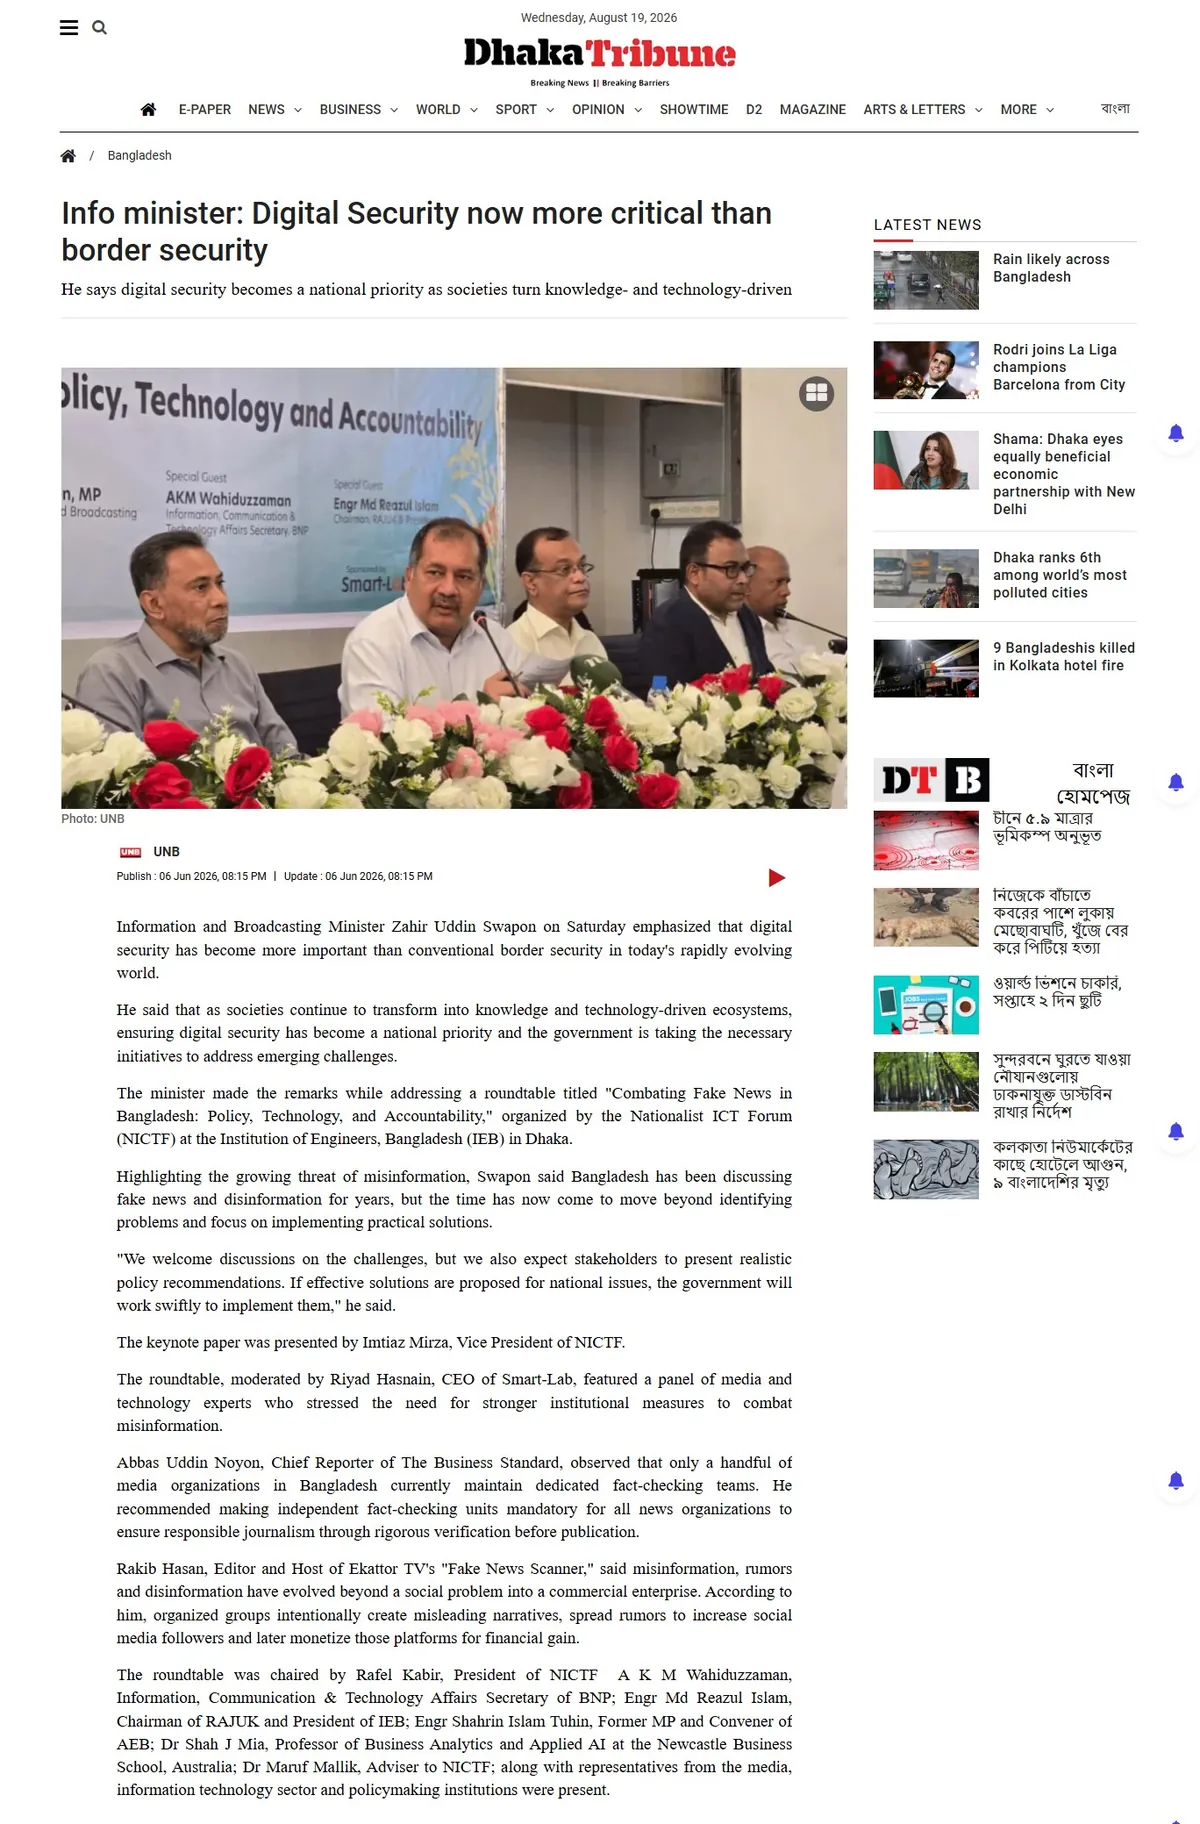 Wednesday, August 19, 2026
DhakaTribune
Breaking News || Breaking Barriers
E-PAPER NEWS BUSINESS WORLD SPORT OPINION SHOWTIME D2 MAGAZINE ARTS & LETTERS MORE বাংলা
/ Bangladesh
Info minister: Digital Security now more critical than
border security
He says digital security becomes a national priority as societies turn knowledge- and technology-driven
olicy, Technology and Accountability
n, MP
d Broadcasting
Special Guest
AKM Wahiduzzaman
Information, Communication &
Technology Affairs Secretary, BNP
Special Guest
Engr Md Reazul Islam
Chairman, RAJUK &
Sponsored by
Smart-La
Photo: UNB
UNB UNB
Publish : 06 Jun 2026, 08:15 PM | Update : 06 Jun 2026, 08:15 PM
Information and Broadcasting Minister Zahir Uddin Swapon on Saturday emphasized that digital
security has become more important than conventional border security in today's rapidly evolving
world.
He said that as societies continue to transform into knowledge and technology-driven ecosystems,
ensuring digital security has become a national priority and the government is taking the necessary
initiatives to address emerging challenges.
The minister made the remarks while addressing a roundtable titled "Combating Fake News in
Bangladesh: Policy, Technology, and Accountability," organized by the Nationalist ICT Forum
(NICTF) at the Institution of Engineers, Bangladesh (IEB) in Dhaka.
Highlighting the growing threat of misinformation, Swapon said Bangladesh has been discussing
fake news and disinformation for years, but the time has now come to move beyond identifying
problems and focus on implementing practical solutions.
"We welcome discussions on the challenges, but we also expect stakeholders to present realistic
policy recommendations. If effective solutions are proposed for national issues, the government will
work swiftly to implement them," he said.
The keynote paper was presented by Imtiaz Mirza, Vice President of NICTF.
The roundtable, moderated by Riyad Hasnain, CEO of Smart-Lab, featured a panel of media and
technology experts who stressed the need for stronger institutional measures to combat
misinformation.
Abbas Uddin Noyon, Chief Reporter of The Business Standard, observed that only a handful of
media organizations in Bangladesh currently maintain dedicated fact-checking teams. He
recommended making independent fact-checking units mandatory for all news organizations to
ensure responsible journalism through rigorous verification before publication.
Rakib Hasan, Editor and Host of Ekattor TV's "Fake News Scanner," said misinformation, rumors
and disinformation have evolved beyond a social problem into a commercial enterprise. According to
him, organized groups intentionally create misleading narratives, spread rumors to increase social
media followers and later monetize those platforms for financial gain.
The roundtable was chaired by Rafel Kabir, President of NICTF A K M Wahiduzzaman,
Information, Communication & Technology Affairs Secretary of BNP; Engr Md Reazul Islam,
Chairman of RAJUK and President of IEB; Engr Shahrin Islam Tuhin, Former MP and Convener of
AEB; Dr Shah J Mia, Professor of Business Analytics and Applied AI at the Newcastle Business
School, Australia; Dr Maruf Mallik, Adviser to NICTF; along with representatives from the media,
information technology sector and policymaking institutions were present.
LATEST NEWS
Rain likely across
Bangladesh
Rodri joins La Liga
champions
Barcelona from City
Shama: Dhaka eyes
equally beneficial
economic
partnership with New
Delhi
Dhaka ranks 6th
among world's most
polluted cities
9 Bangladeshis killed
in Kolkata hotel fire
DTB
বাংলা
হোমপেজ
চীনে ৫.৯ মাত্রার
ভূমিকম্প অনুভূত
নিজেকে বাঁচাতে
কবরের পাশে লুকায়
মেছোবাঘটি, খুঁজে বের
করে পিটিয়ে হত্যা
JOBS
ওয়ার্ল্ড ভিশনে চাকরি,
সপ্তাহে ২ দিন ছুটি
সুন্দরবনে ঘুরতে যাওয়া
নৌযানগুলোয়
ঢাকনাযুক্ত ডাস্টবিন
রাখার নির্দেশ
কলকাতা নিউমার্কেটের
কাছে হোটেলে আগুন,
৯ বাংলাদেশির মৃত্যু